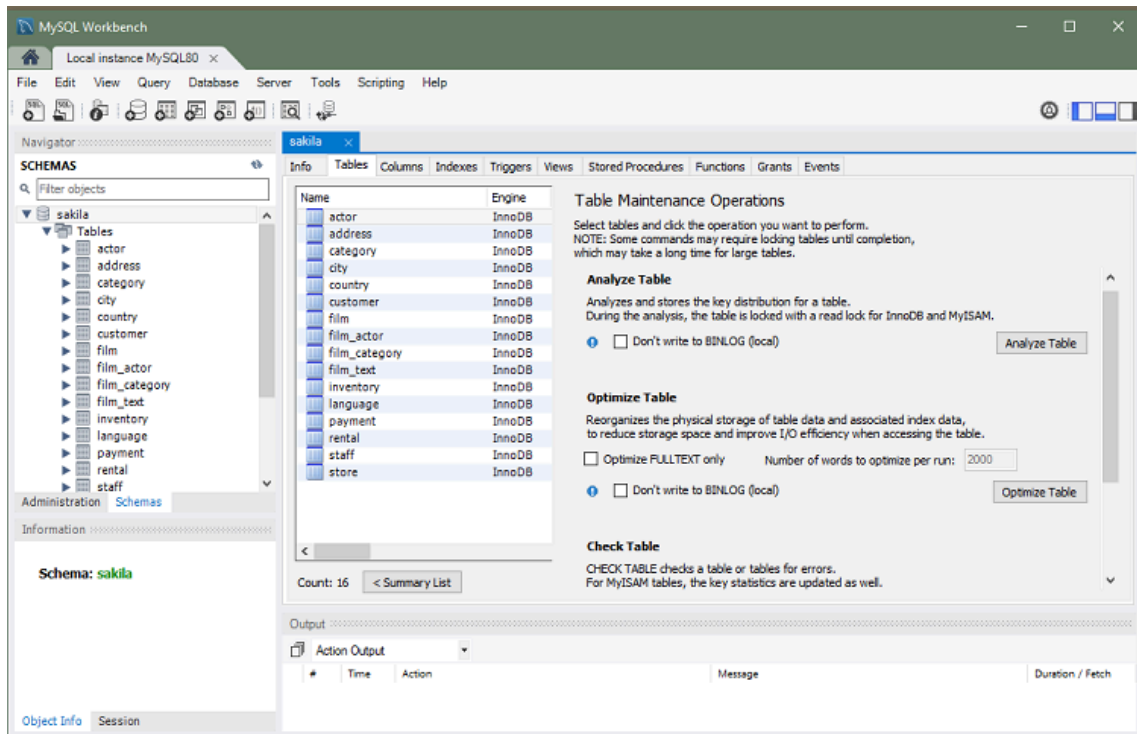 MySQL Workbench
Local instance MySQL80
File Edit View Query Database Server Tools Scripting Help
Navigator
SCHEMAS
Filter objects
sakila
Tables
actor
address
category
city
country
customer
film
film_actor
film_category
film_text
inventory
language
payment
rental
staff
Administration Schemas
Information
Schema: sakila
Object Info Session
sakila
Info Tables Columns Indexes Triggers Views Stored Procedures Functions Grants Events
Name Engine
actor InnoDB
address InnoDB
category InnoDB
city InnoDB
country InnoDB
customer InnoDB
film InnoDB
film_actor InnoDB
film_category InnoDB
film_text InnoDB
inventory InnoDB
language InnoDB
payment InnoDB
rental InnoDB
staff InnoDB
store InnoDB
Count: 16 < Summary List
Table Maintenance Operations
Select tables and click the operation you want to perform.
NOTE: Some commands may require locking tables until completion,
which may take a long time for large tables.
Analyze Table
Analyzes and stores the key distribution for a table.
During the analysis, the table is locked with a read lock for InnoDB and MyISAM.
Don't write to BINLOG (local) Analyze Table
Optimize Table
Reorganizes the physical storage of table data and associated index data,
to reduce storage space and improve I/O efficiency when accessing the table.
Optimize FULLTEXT only Number of words to optimize per run: 2000
Don't write to BINLOG (local) Optimize Table
Check Table
CHECK TABLE checks a table or tables for errors.
For MyISAM tables, the key statistics are updated as well.
Output
Action Output
# Time Action Message Duration / Fetch